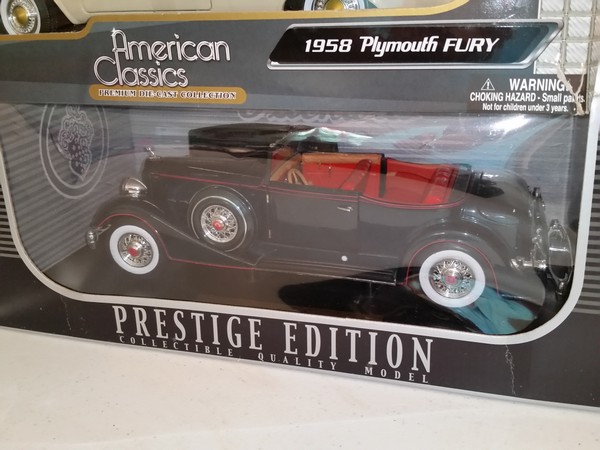 American
Classics
PREMIUM DIE-CAST COLLECTION
1958 Plymouth FURY
WARNING
CHOKING HAZARD - Small parts.
Not for children under 3 years.
PRESTIGE EDITION
COLLECTIBLE QUALITY MODEL